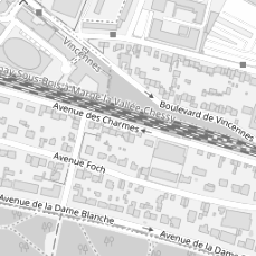 Vincennes
Boulevard de Vincennes
Avenue des Charmes
Avenue Foch
Avenue de la Dame Blanche
Avenue de la Dame